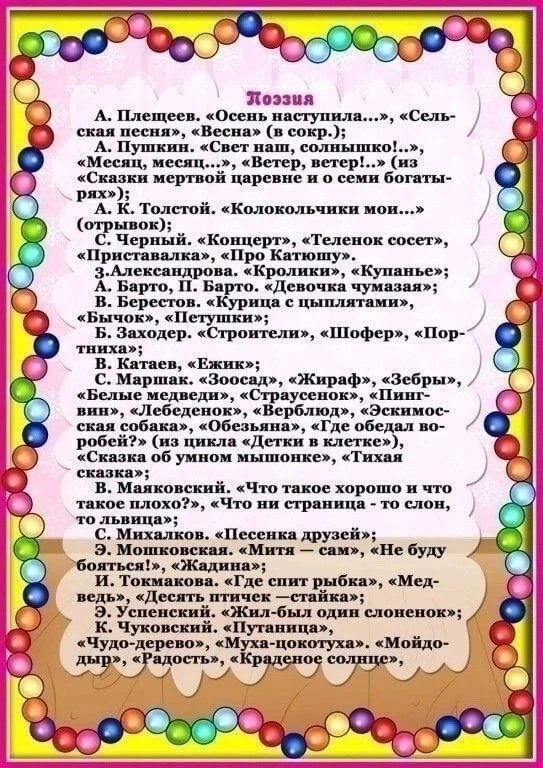 Поэзия
А. Плещеев. «Осень наступила...», «Сель-
ская песня», «Весна» (в сокр.);
А. Пушкин. «Свет наш, солнышко!..»,
«Месяц, месяц...», «Ветер, ветер!..» (из
«Сказки мертвой царевне и о семи богаты-
рях»);
А. К. Толстой. «Колокольчики мои...»
(отрывок);
С. Черный. «Концерт», «Теленок сосет»,
«Приставалка», «Про Катюшу».
З.Александрова. «Кролики», «Купанье»;
А. Барто, П. Барто. «Девочка чумазая»;
В. Берестов. «Курица с цыплятами»,
«Бычок», «Петушки»;
Б. Заходер. «Строители», «Шофер», «Пор-
тниха»;
В. Катаев, «Ежик»;
С. Маршак. «Зоосад», «Жираф», «Зебры»,
«Белые медведи», «Страусенок», «Пинг-
вин», «Лебеденок», «Верблюд», «Эскимос-
ская собака», «Обезьяна», «Где обедал во-
робей?» (из цикла «Детки в клетке»),
«Сказка об умном мышонке», «Тихая
сказка»;
В. Маяковский. «Что такое хорошо и что
такое плохо?», «Что ни страница - то слон,
то львица»;
С. Михалков. «Песенка друзей»;
Э. Мошковская. «Митя — сам», «Не буду
бояться!», «Жадина»;
И. Токмакова. «Где спит рыбка», «Мед-
ведь», «Десять птичек —стайка»;
Э. Успенский. «Жил-был один слоненок»;
К. Чуковский. «Путаница»,
«Чудо-дерево», «Муха-цокотуха». «Мойдо-
дыр», «Радость», «Краденое солнце»,